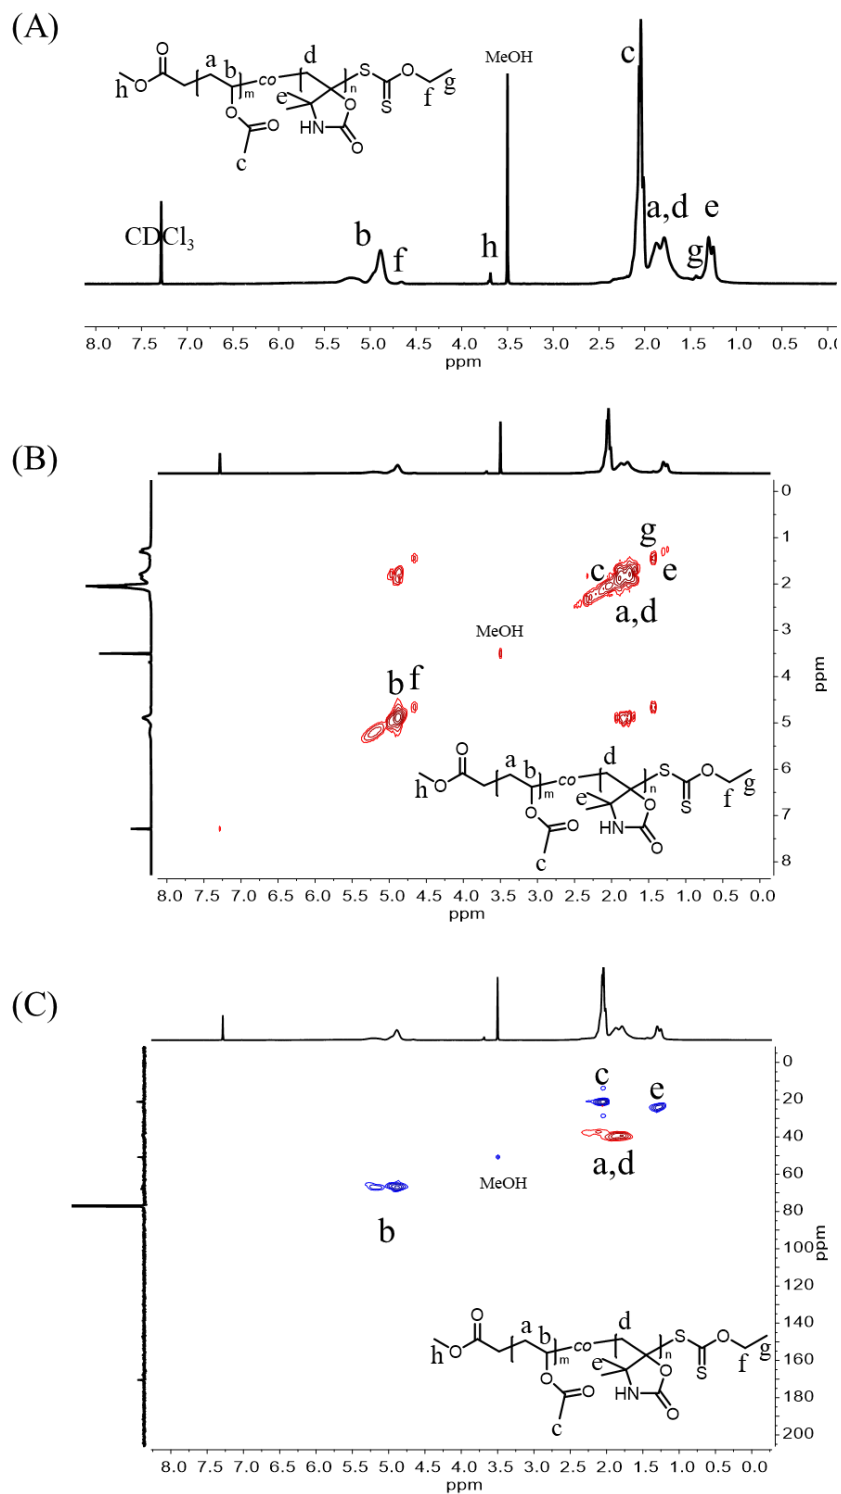 (A)
a
b
co
d
m
n
h
O
O
O
O
c
e
HN
O
O
S
S
O
f
g
MeOH
c
CDCl3
b
f
h
a,d
g
e
8.0 7.5 7.0 6.5 6.0 5.5 5.0 4.5 4.0 3.5 3.0 2.5 2.0 1.5 1.0 0.5 0.0
ppm
(B)
0
1
2
3
4
5
6
7
8
ppm
g
c
e
a,d
MeOH
b
f
a
b
co
d
m
n
h
O
O
O
O
c
e
HN
O
O
S
S
O
f
g
8.0 7.5 7.0 6.5 6.0 5.5 5.0 4.5 4.0 3.5 3.0 2.5 2.0 1.5 1.0 0.5 0.0
ppm
(C)
0
20
40
60
80
100
120
140
160
180
200
ppm
c
e
a,d
MeOH
b
a
b
co
d
m
n
h
O
O
O
O
c
e
HN
O
O
S
S
O
f
g
8.0 7.5 7.0 6.5 6.0 5.5 5.0 4.5 4.0 3.5 3.0 2.5 2.0 1.5 1.0 0.5 0.0
ppm